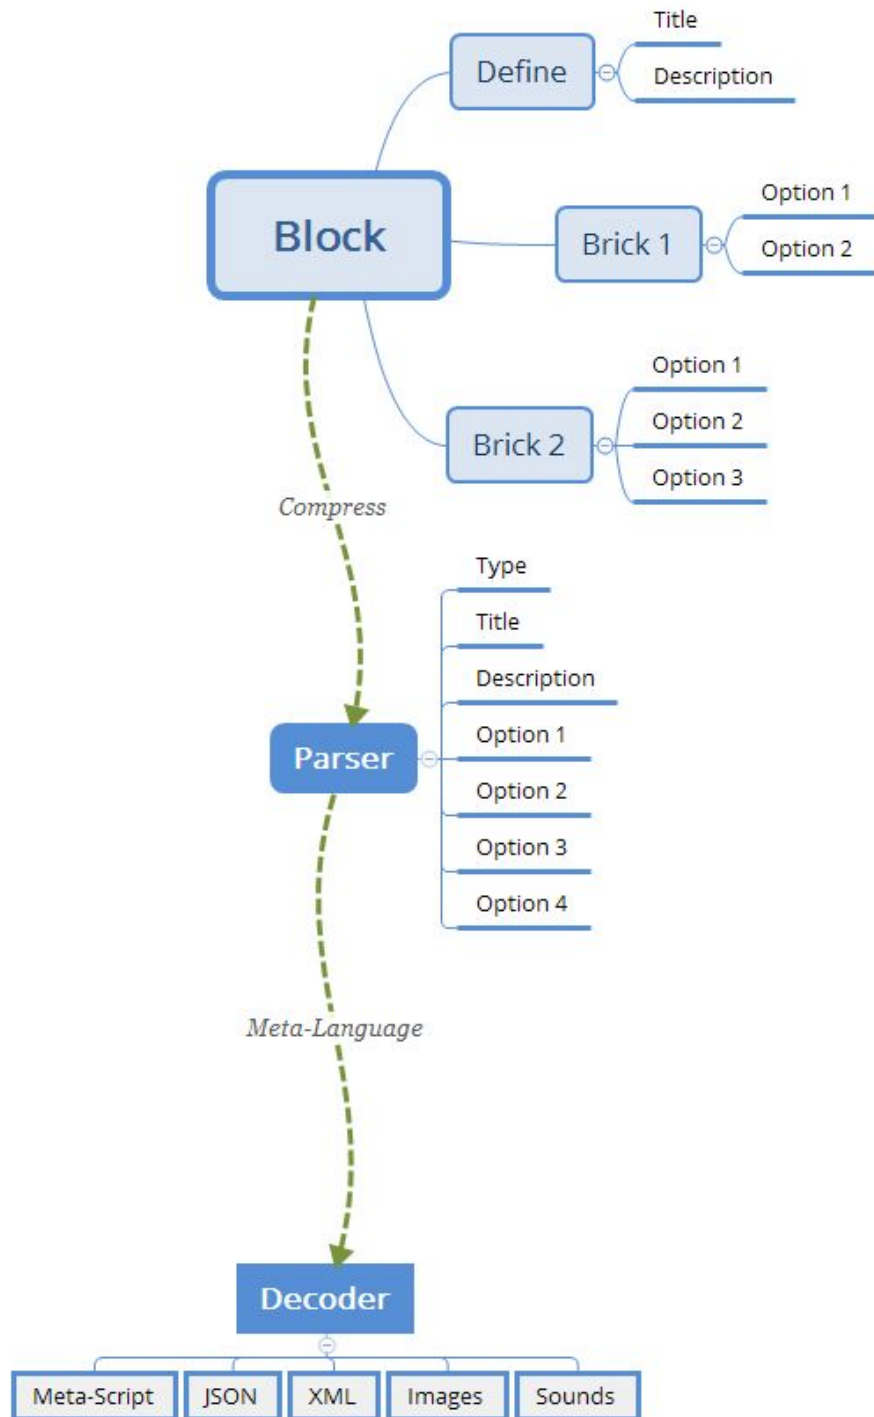 Title
Define
Description
Block
Option 1
Brick 1
Option 2
Option 1
Brick 2
Option 2
Option 3
Compress
Type
Title
Description
Parser
Option 1
Option 2
Option 3
Option 4
Meta-Language
Decoder
Meta-Script
JSON
XML
Images
Sounds